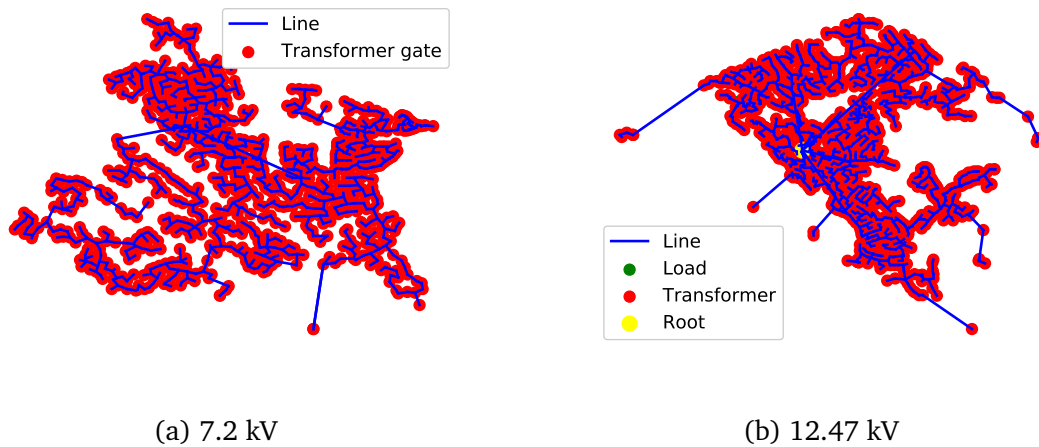 Line
Transformer gate
Line
Load
Transformer
Root
(a) 7.2 kV
(b) 12.47 kV